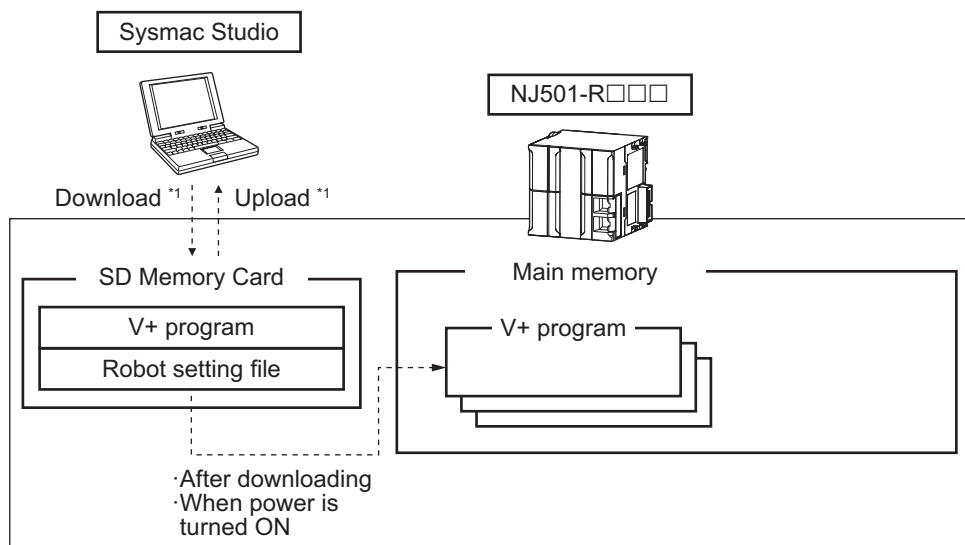 Sysmac Studio
NJ501-R□□□
Download *1
Upload *1
SD Memory Card
V+ program
Robot setting file
Main memory
V+ program
·After downloading
·When power is
turned ON